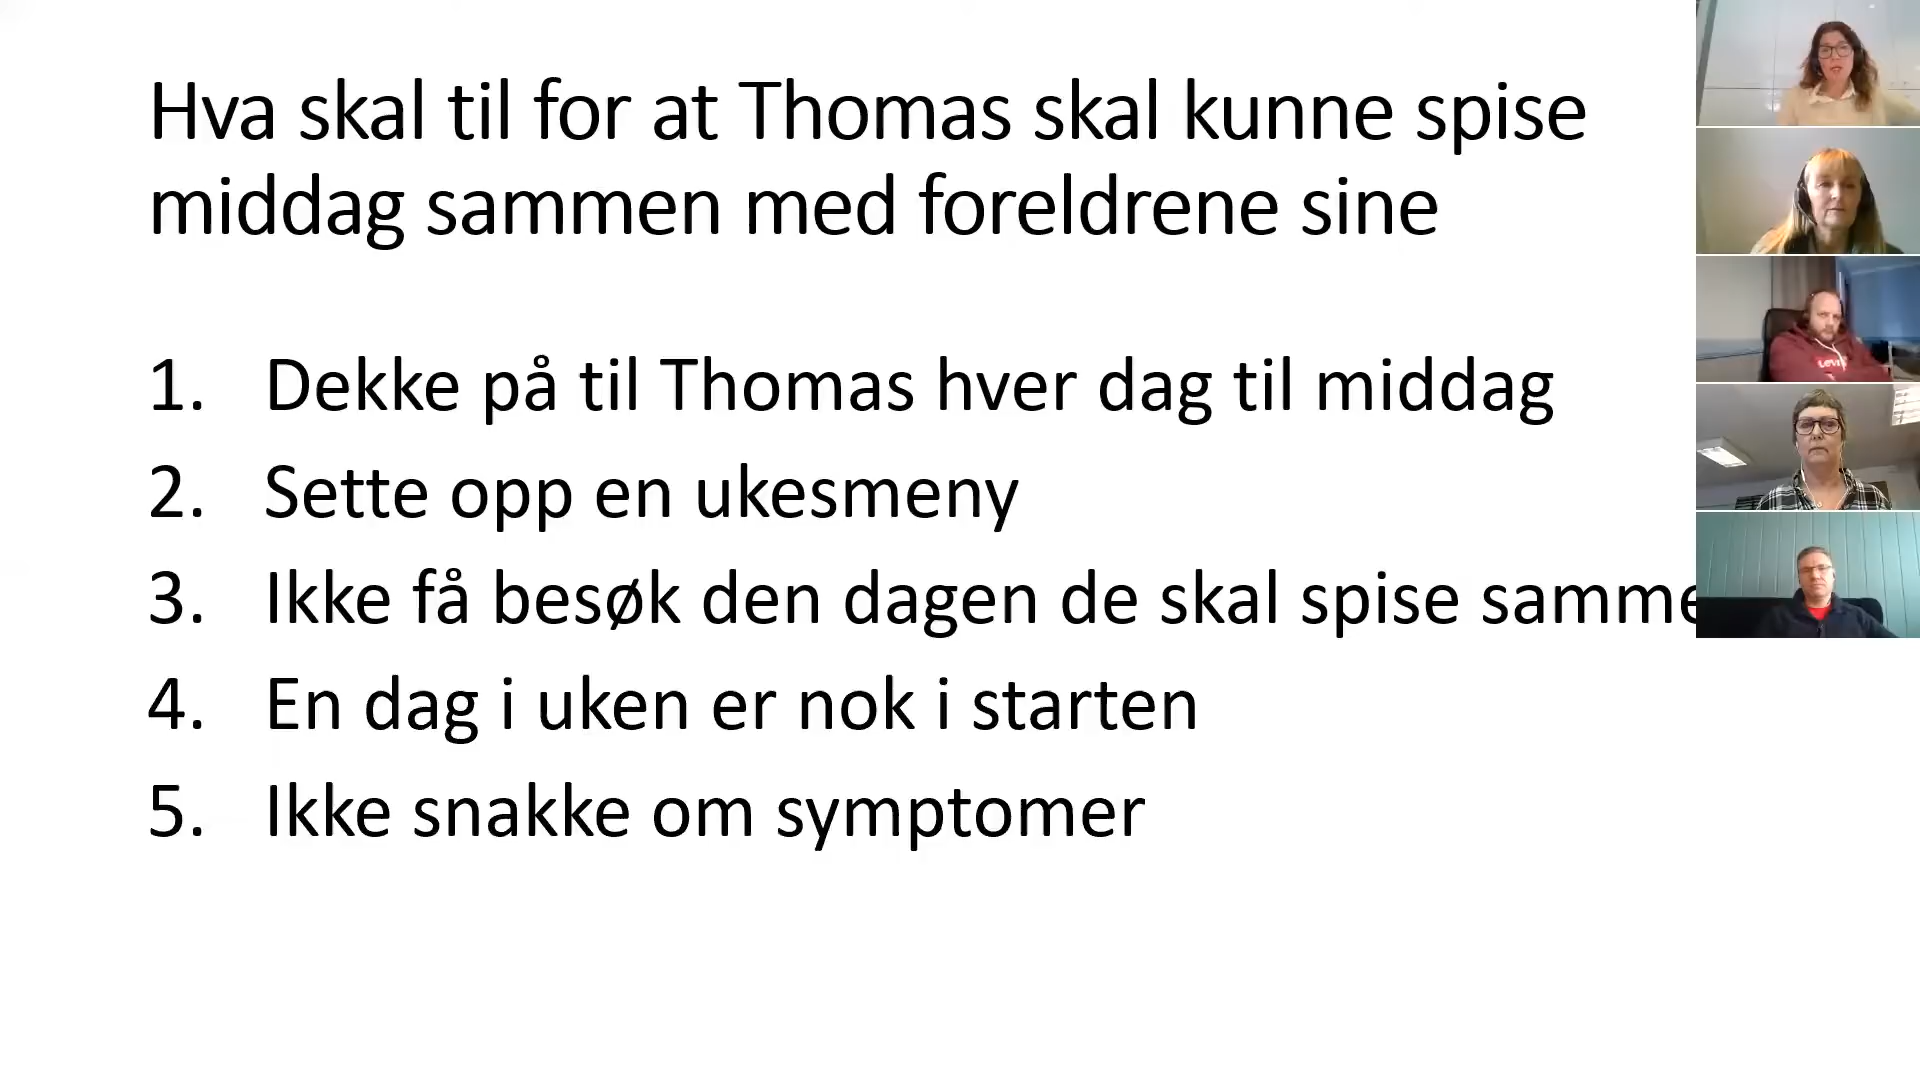 Hva skal til for at Thomas skal kunne spise
middag sammen med foreldrene sine
1. Dekke på til Thomas hver dag til middag
2. Sette opp en ukesmeny
3. Ikke få besøk den dagen de skal spise samme
4. En dag i uken er nok i starten
5. Ikke snakke om symptomer